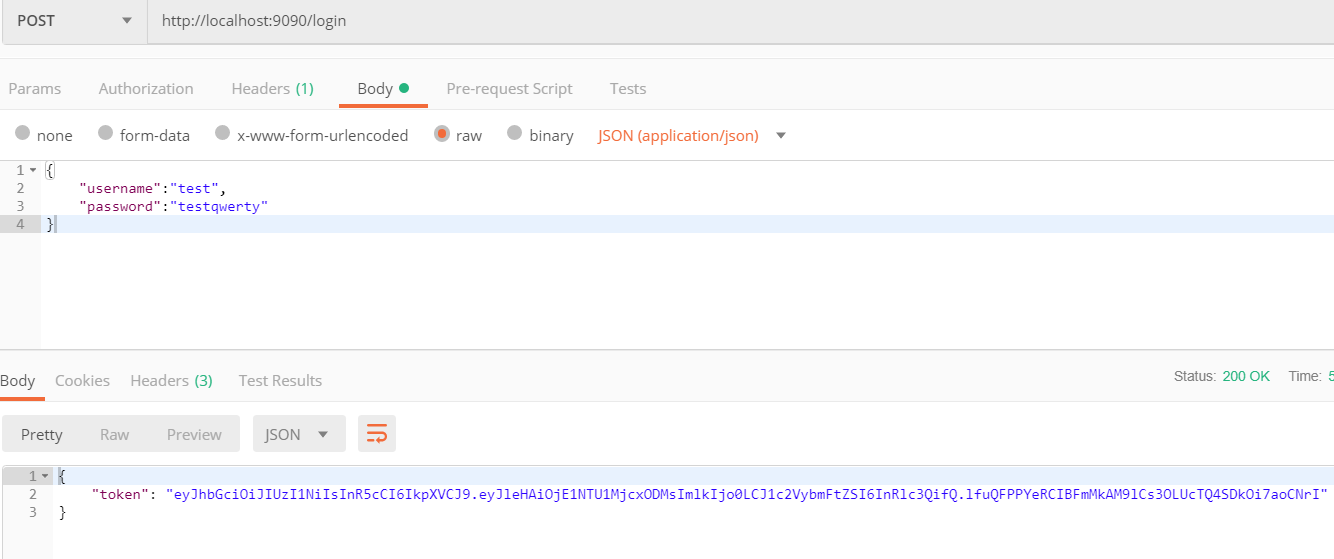 POST http://localhost:9090/login
Params Authorization Headers (1) Body Pre-request Script Tests
none form-data x-www-form-urlencoded raw binary JSON (application/json)
1 {
2 "username":"test",
3 "password":"testqwerty"
4 }
Body Cookies Headers (3) Test Results Status: 200 OK Time: 5
Pretty Raw Preview JSON
1 {
2 "token": "eyJhbGciOiJIUzI1NiIsInR5cCI6IkpXVCJ9.eyJleHAiOjE1NTU1MjcxODMsImlkIjo0LCJ1c2VybmFtZSI6InRlc3QifQ.lfuQFPPYeRCIBFmMkAM9lCs3OLUcTQ4SDkOi7aoCNrI"
3 }